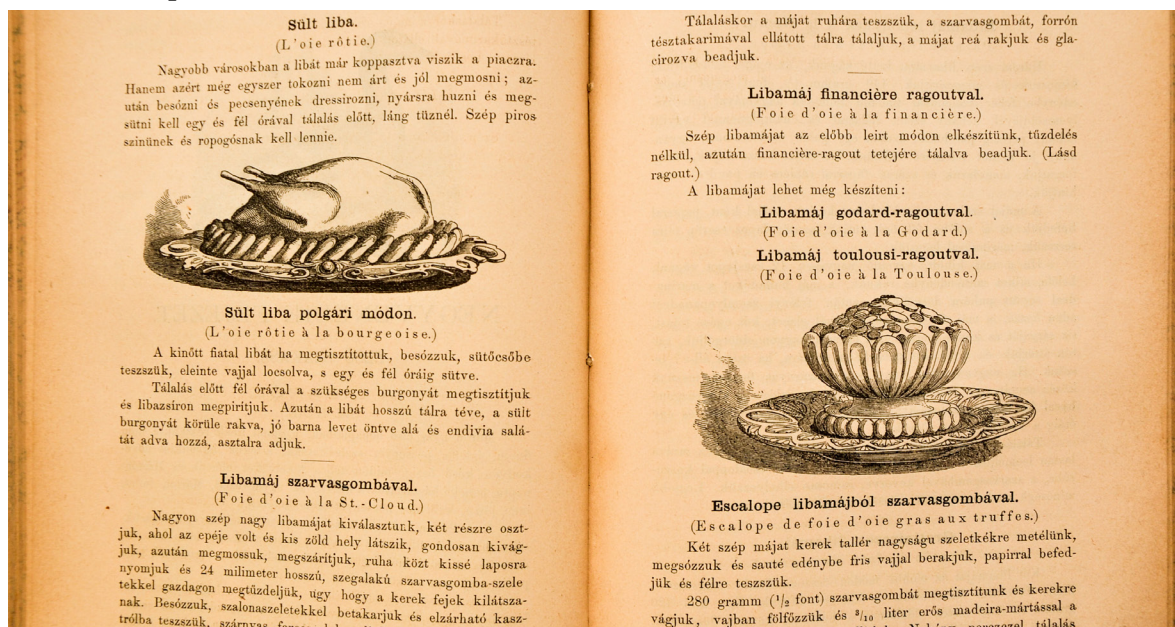 Sült liba.
(L'oie rôtie.)
Nagyobb városokban a libát már koppasztva viszik a piaczra.
Hanem azért még egyszer tokozni nem árt és jól megmosni; az-
után besózni és pecsenyének dressirozni, nyársra huzni és meg-
sütni kell egy és fél órával tálalás előtt, láng tüznél. Szép piros
szinünek és ropogósnak kell lennie.
Sült liba polgári módon.
(L'oie rôtie à la bourgeoise.)
A kinőtt fiatal libát ha megtisztítottuk, besózzuk, sütőcsőbe
teszszük, eleinte vajjal locsolva, s egy és fél óráig sütve.
Tálalás előtt fél órával a szükséges burgonyát megtisztítjuk
és libazsíron megpirítjuk. Azután a libát hosszú tálra téve, a sült
burgonyát körüle rakva, jó barna levet öntve alá és endivia salá-
tát adva hozzá, asztalra adjuk.
Libamáj szarvasgombával.
(Foie d'oie à la St.-Cloud.)
Nagyon szép nagy libamájat kiválasztunk, két részre oszt-
juk, ahol az epéje volt és kis zöld hely látszik, gondosan kivág-
juk, azután megmossuk, megszárítjuk, ruha közt kissé laposra
nyomjuk és 24 milimeter hosszú, szegalakú szarvasgomba-szele
tekkel gazdagon megtűzdeljük, úgy hogy a kerek fejek kilátsza-
nak. Besózzuk, szalonaszeletekkel betakarjuk és elzárható kasz-
trólba teszszük, szárnyas
Tálaláskor a májat ruhára teszszük, a szarvasgombát, forrón
tésztakarimával ellátott tálra tálaljuk, a májat reá rakjuk és gla-
cirozva beadjuk.
Libamáj financière ragoutval.
(Foie d'oie à la financière.)
Szép libamájat az előbb leirt módon elkészítünk, tűzdelés
nélkül, azután financière-ragout tetejére tálalva beadjuk. (Lásd
ragout.)
A libamájat lehet még készíteni:
Libamáj godard-ragoutval.
(Foie d'oie à la Godard.)
Libamáj toulousi-ragoutval.
(Foie d'oie à la Toulouse.)
Escalope libamájból szarvasgombával.
(Escalope de foie d'oie gras aux truffes.)
Két szép májat kerek tallér nagyságu szeletkékre metélünk,
megsózzuk és sauté edénybe fris vajjal berakjuk, papirral befed-
jük és félre teszszük.
280 gramm (1/2 font) szarvasgombát megtisztítunk és kerekre
vágjuk, vajban fölfőzzük és 3/10 liter erős madeira-mártással a